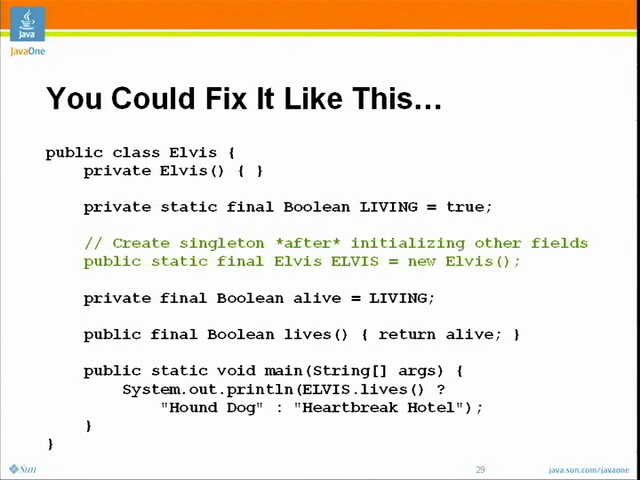 Java
JavaOne
You Could Fix It Like This…
public class Elvis {
private Elvis() { }
private static final Boolean LIVING = true;
// Create singleton *after* initializing other fields
public static final Elvis ELVIS = new Elvis();
private final Boolean alive = LIVING;
public final Boolean lives() { return alive; }
public static void main(String[] args) {
System.out.println(ELVIS.lives() ?
"Hound Dog" : "Heartbreak Hotel");
}
}
Sun
29
java.sun.com/javaone